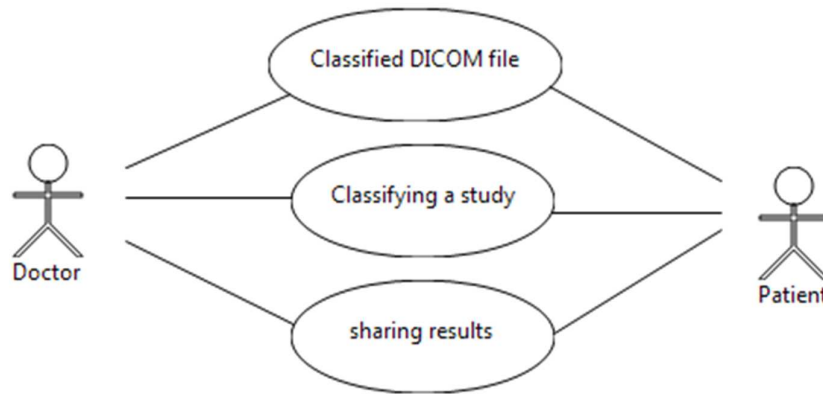 Classified DICOM file
Classifying a study
Doctor
Patient
sharing results